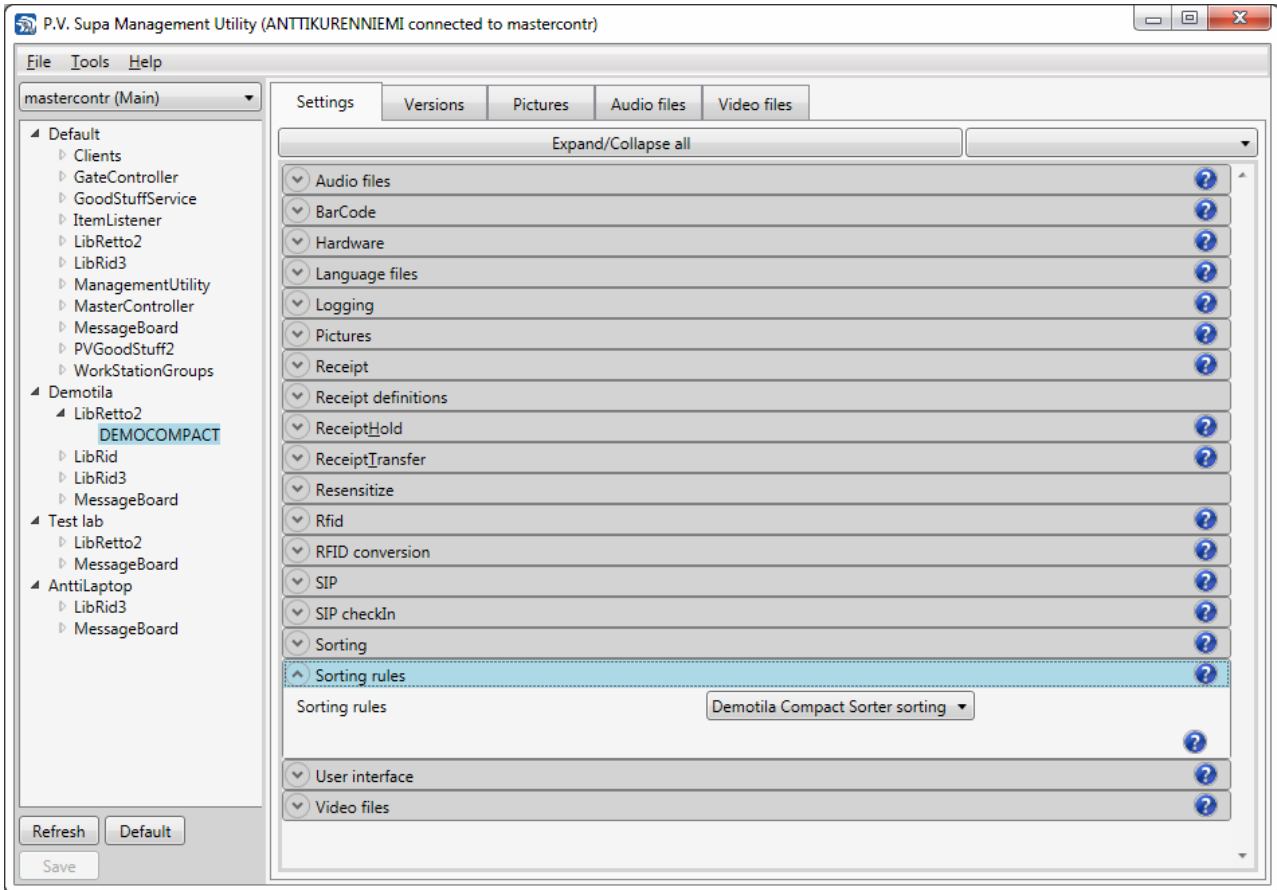 P.V. Supa Management Utility (ANTTIKURENNIEMI connected to mastercontr)
File Tools Help
mastercontr (Main)
Default
Clients
GateController
GoodStuffService
ItemListener
LibRetto2
LibRid3
ManagementUtility
MasterController
MessageBoard
PVGoodStuff2
WorkStationGroups
Demotila
LibRetto2
DEMOCOMPACT
LibRid
LibRid3
MessageBoard
Test lab
LibRetto2
MessageBoard
AnttiLaptop
LibRid3
MessageBoard
Refresh Default
Save
Settings Versions Pictures Audio files Video files
Expand/Collapse all
Audio files ?
BarCode ?
Hardware ?
Language files ?
Logging ?
Pictures ?
Receipt ?
Receipt definitions
ReceiptHold ?
ReceiptTransfer ?
Resensitize
Rfid ?
RFID conversion ?
SIP ?
SIP checkIn ?
Sorting ?
Sorting rules ?
Sorting rules Demotila Compact Sorter sorting
?
User interface ?
Video files ?